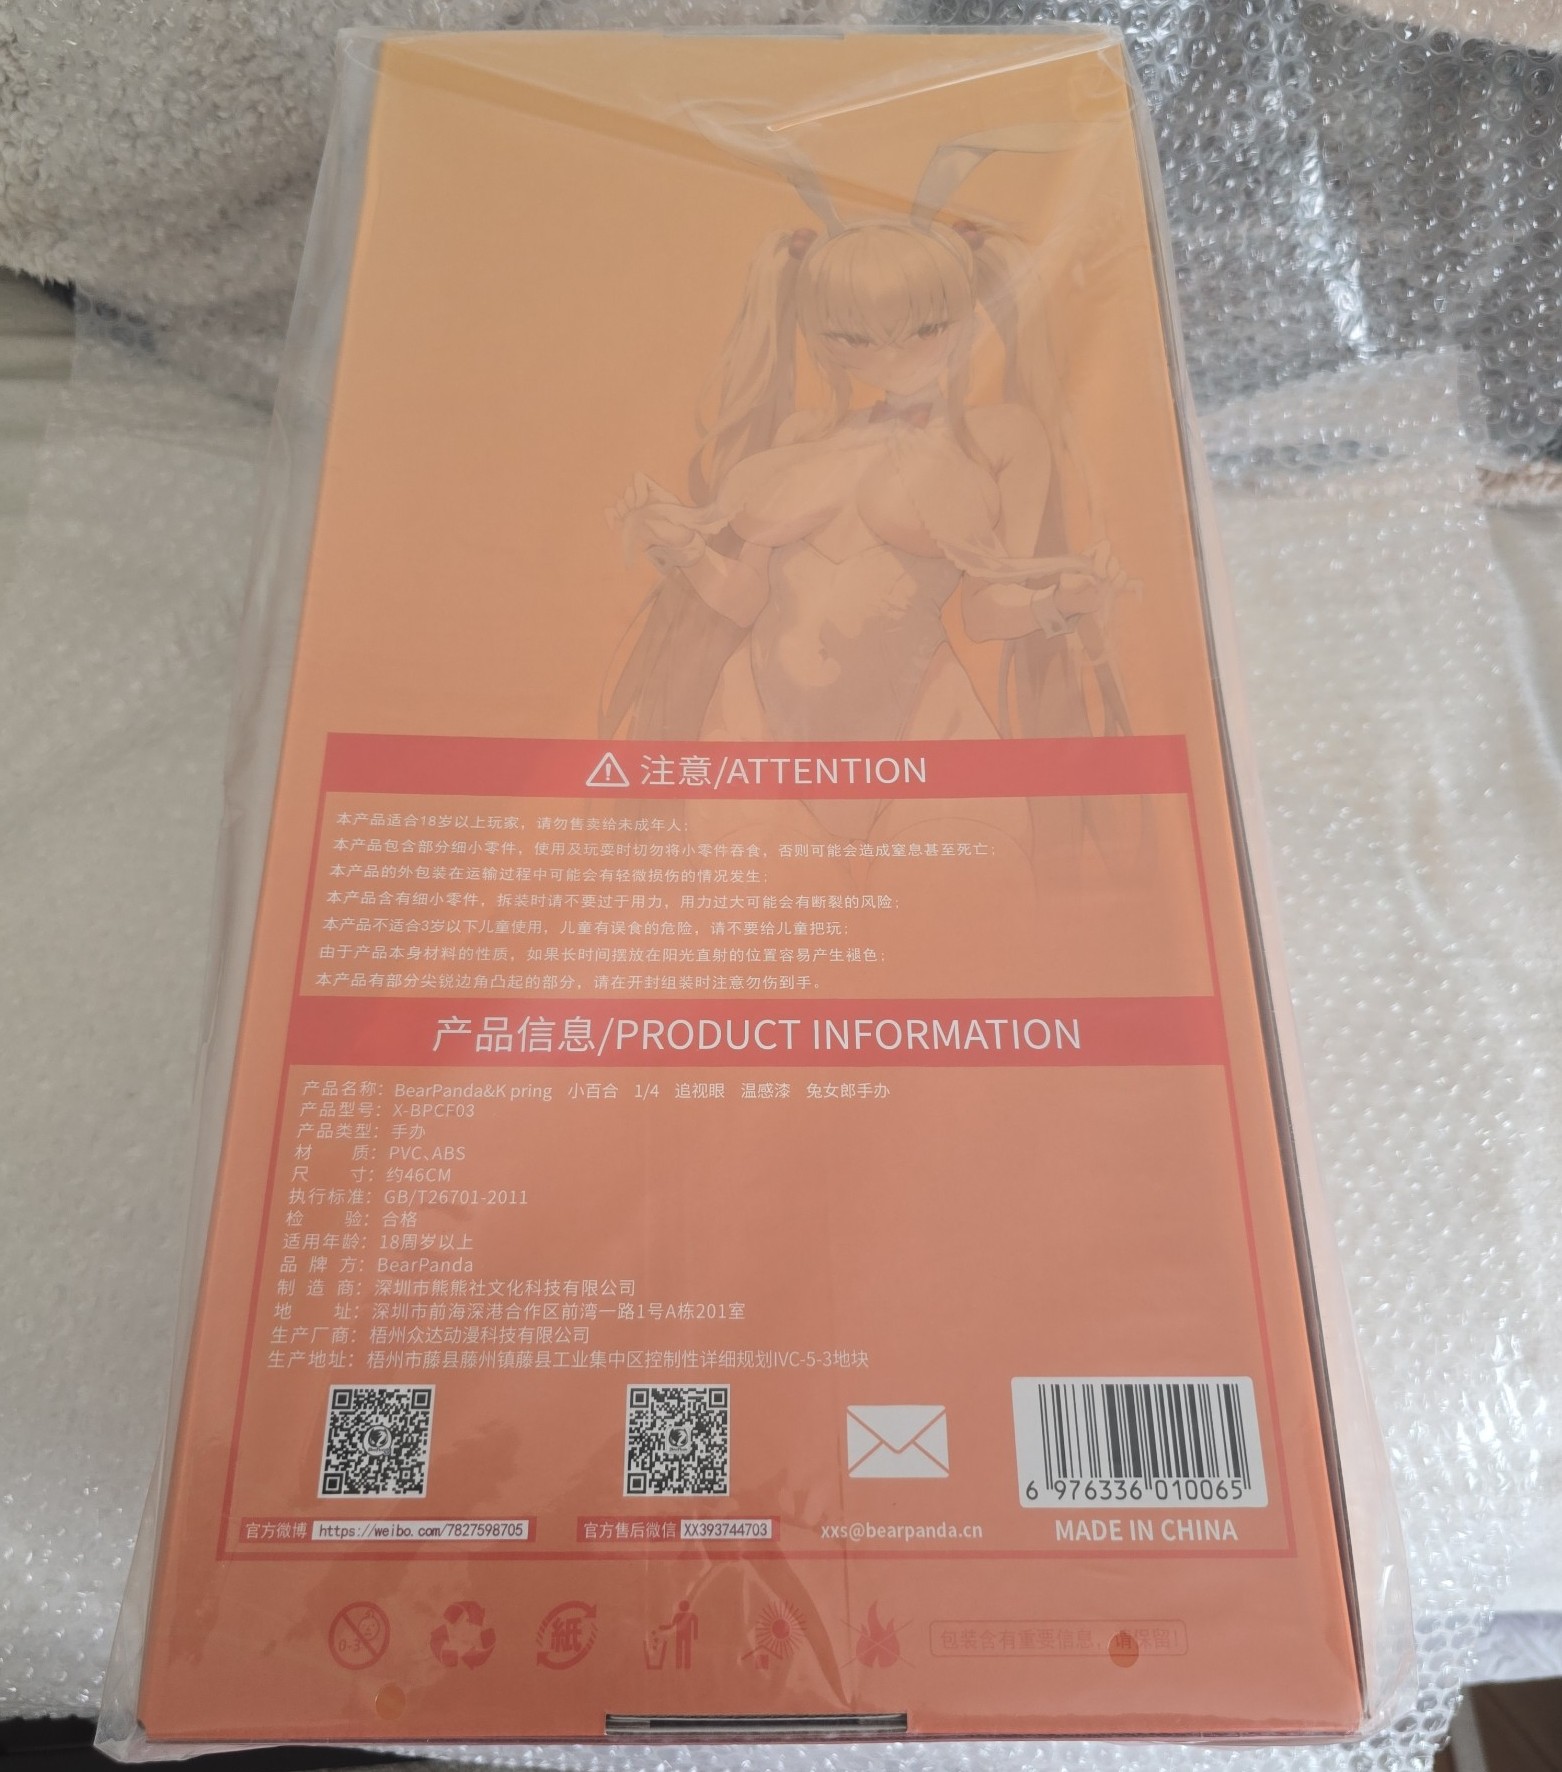 注意/ATTENTION
本产品适合18岁以上玩家，请勿售卖给未成年人；
本产品包含部分细小零件，使用及玩耍时切勿将小零件吞食，否则可能会造成窒息甚至死亡；
本产品的外包装在运输过程中可能会有轻微损伤的情况发生；
本产品含有细小零件，拆装时请不要过于用力，用力过大可能会有断裂的风险；
本产品不适合3岁以下儿童使用，儿童有误食的危险，请不要给儿童把玩；
由于产品本身材料的性质，如果长时间摆放在阳光直射的位置容易产生褪色；
本产品有部分尖锐边角凸起的部分，请在开封组装时注意勿伤到手。
产品信息/PRODUCT INFORMATION
产品名称：BearPanda&K pring 小百合 1/4 追视眼 温感漆 兔女郎手办
产品型号：X-BPCF03
产品类型：手办
材 质：PVC、ABS
尺 寸：约46CM
执行标准：GB/T26701-2011
检 验：合格
适用年龄：18周岁以上
品 牌 方：BearPanda
制 造 商：深圳市熊熊社文化科技有限公司
地 址：深圳市前海深港合作区前湾一路1号A栋201室
生产厂商：梧州众达动漫科技有限公司
生产地址：梧州市藤县藤州镇藤县工业集中区控制性详细规划IVC-5-3地块
6 976336 010065
官方微博 https://weibo.com/7827598705
官方售后微信 XX393744703
xxs@bearpanda.cn
MADE IN CHINA
0-3
紙
包装含有重要信息，请保留！